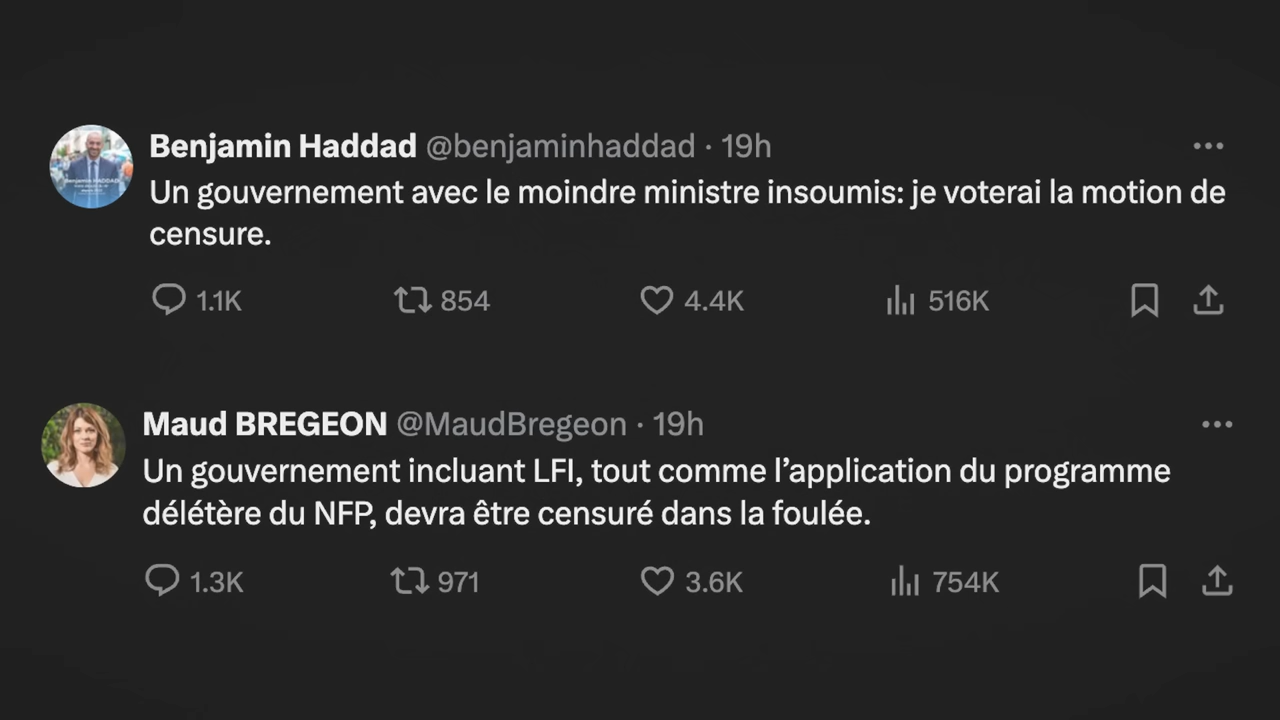 Benjamin Haddad @benjaminhaddad · 19h
Un gouvernement avec le moindre ministre insoumis: je voterai la motion de
censure.
1.1K 854 4.4K 516K
Maud BREGEON @MaudBregeon · 19h
Un gouvernement incluant LFI, tout comme l’application du programme
délétère du NFP, devra être censuré dans la foulée.
1.3K 971 3.6K 754K